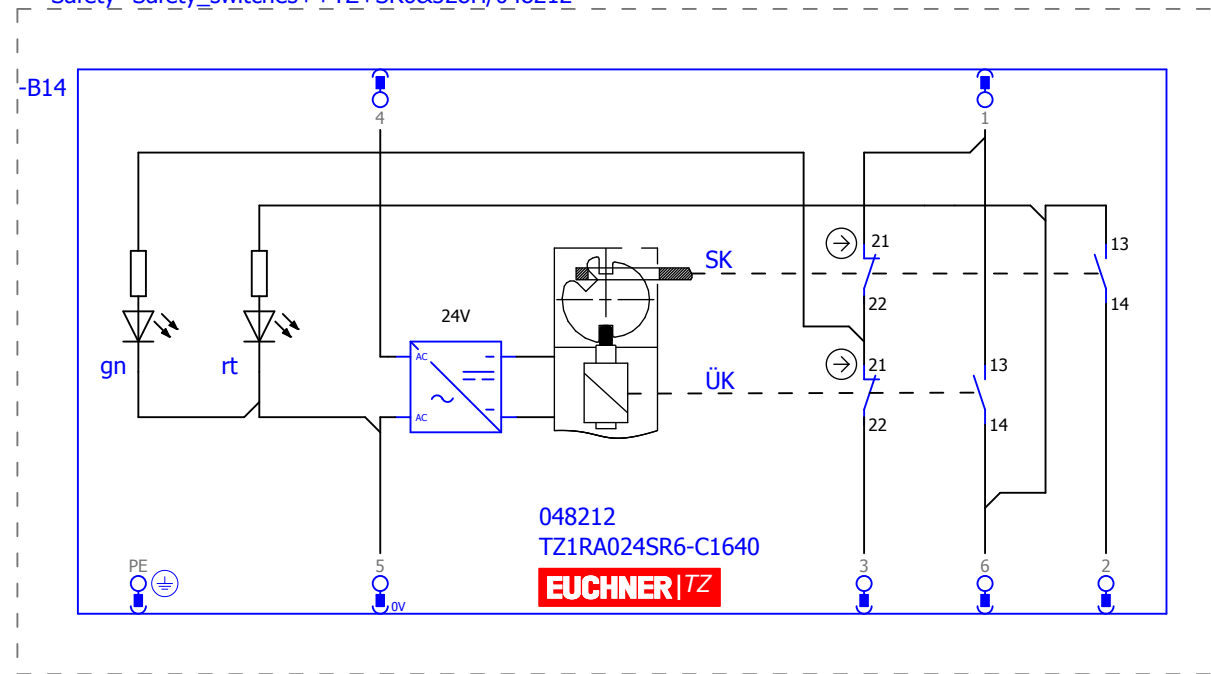 -B14
4
1
21
13
SK
22
14
24V
gn
rt
AC
AC
21
13
ÜK
22
14
048212
TZ1RA024SR6-C1640
EUCHNER|TZ
PE
5
0V
3
6
2